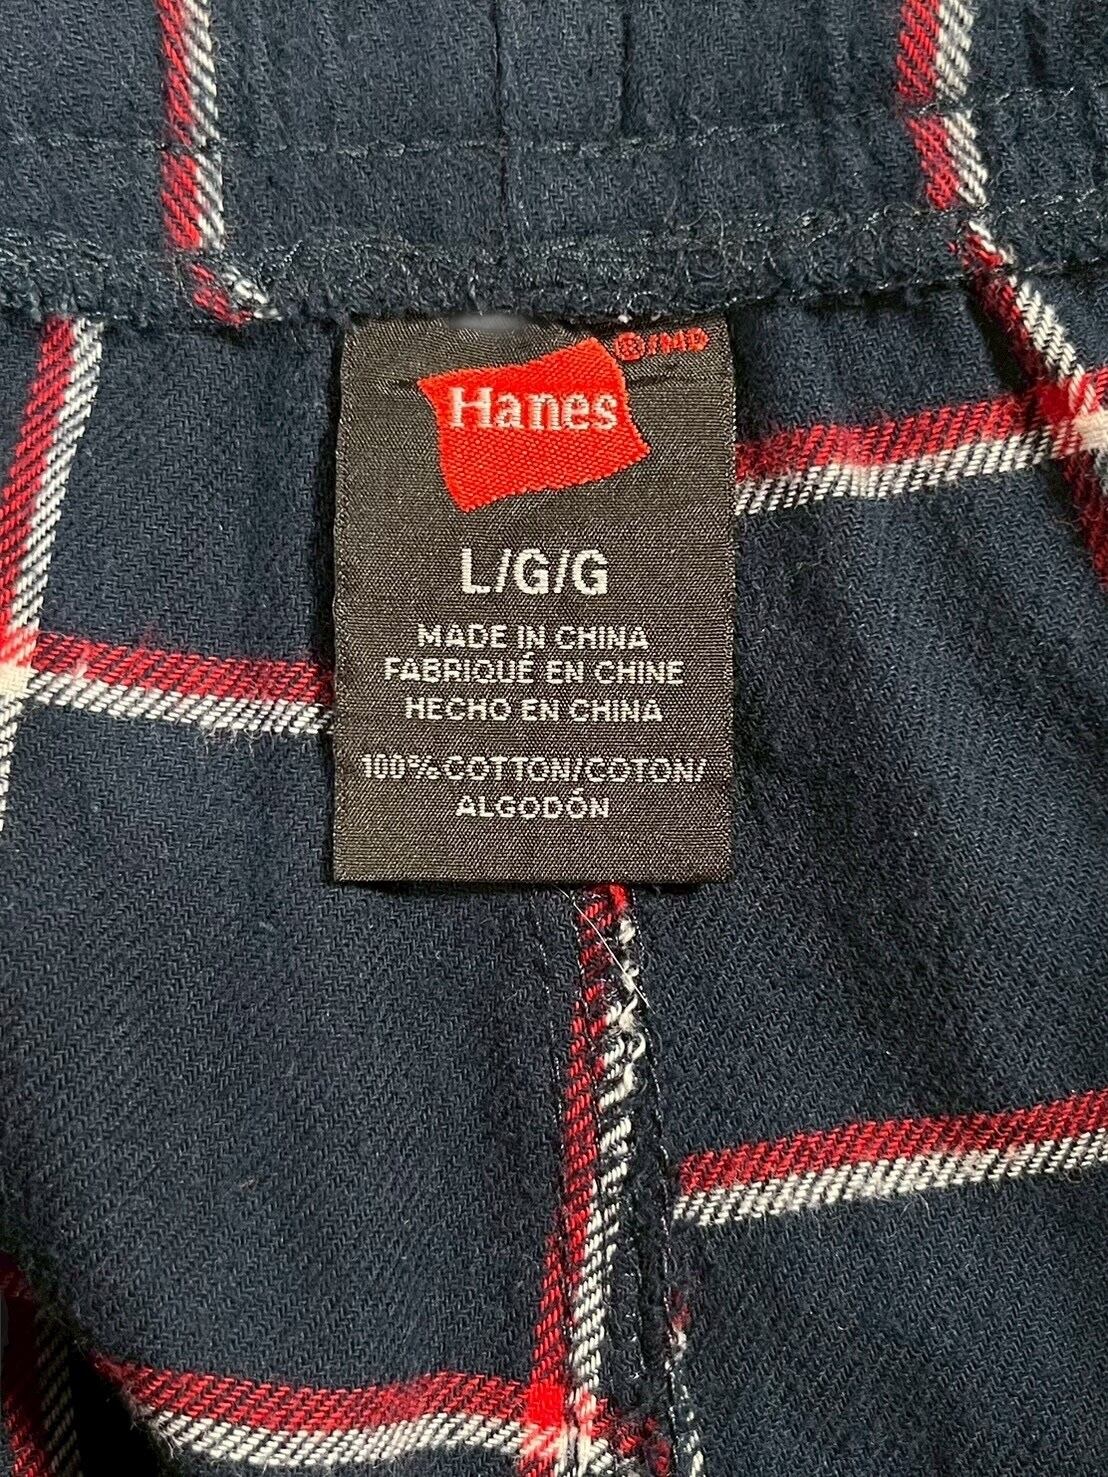 ®/MD
Hanes
L/G/G
MADE IN CHINA
FABRIQUÉ EN CHINE
HECHO EN CHINA
100% COTTON/COTON/
ALGODÓN